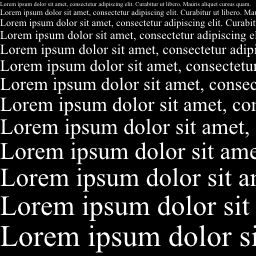 Lorem ipsum dolor sit amet, consectetur adipiscing elit. Curabitur ut libero. Mauris aliquet cursus quam.
Lorem ipsum dolor sit amet, consectetur adipiscing elit. Curabitur ut libero. Mauris al
Lorem ipsum dolor sit amet, consectetur adipiscing elit. Curabit
Lorem ipsum dolor sit amet, consectetur adipiscing e
Lorem ipsum dolor sit amet, consectetur adipi
Lorem ipsum dolor sit amet, consectetur
Lorem ipsum dolor sit amet, consec
Lorem ipsum dolor sit amet, con
Lorem ipsum dolor sit amet,
Lorem ipsum dolor sit ame
Lorem ipsum dolor sit a
Lorem ipsum dolor sit
Lorem ipsum dolor si